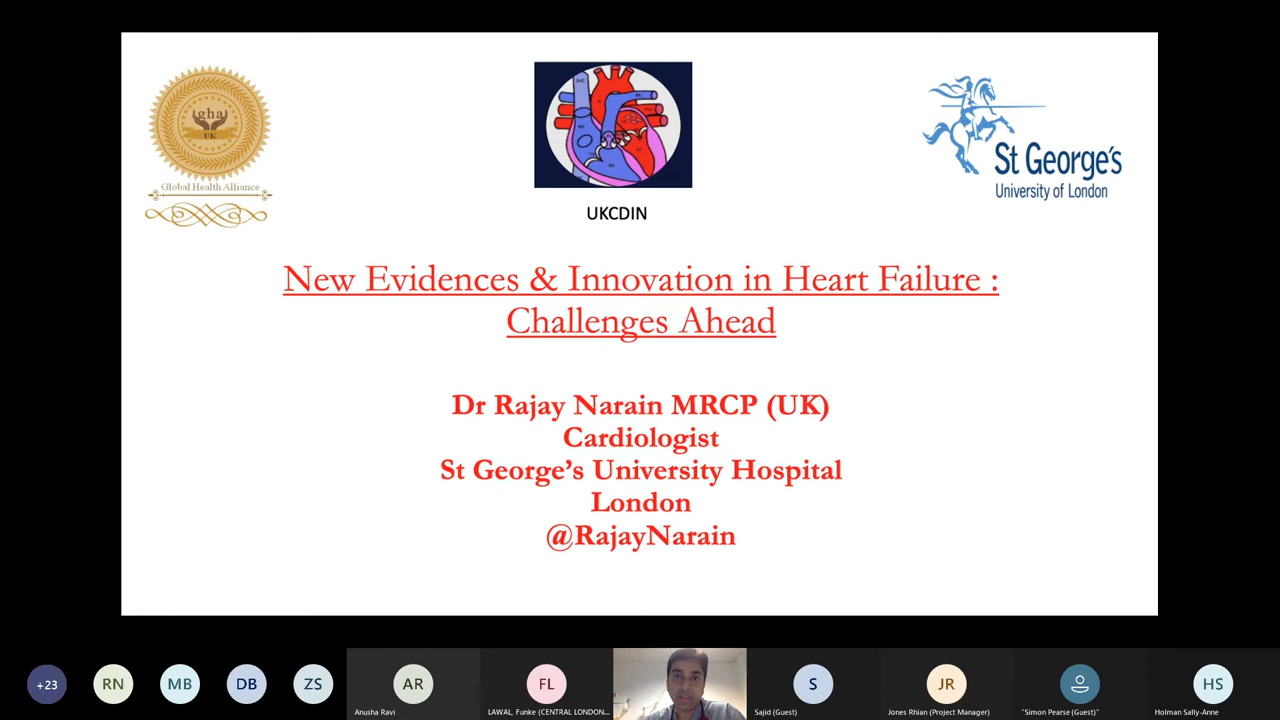 gha
UK
Global Health Alliance
UKCDIN
St George's
University of London
New Evidences & Innovation in Heart Failure :
Challenges Ahead
Dr Rajay Narain MRCP (UK)
Cardiologist
St George’s University Hospital
London
@RajayNarain
+23
RN
MB
DB
ZS
AR
FL
S
JR
HS
Anusha Ravi
LAWAL, Funke (CENTRAL LONDON...
Sajid (Guest)
Jones Rhian (Project Manager)
"Simon Pearse (Guest)"
Holman Sally-Anne